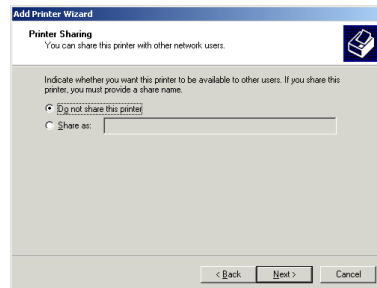 Add Printer Wizard
Printer Sharing
You can share this printer with other network users.
Indicate whether you want this printer to be available to other users. If you share this
printer, you must provide a share name.
Do not share this printer
Share as:
< Back
Next >
Cancel